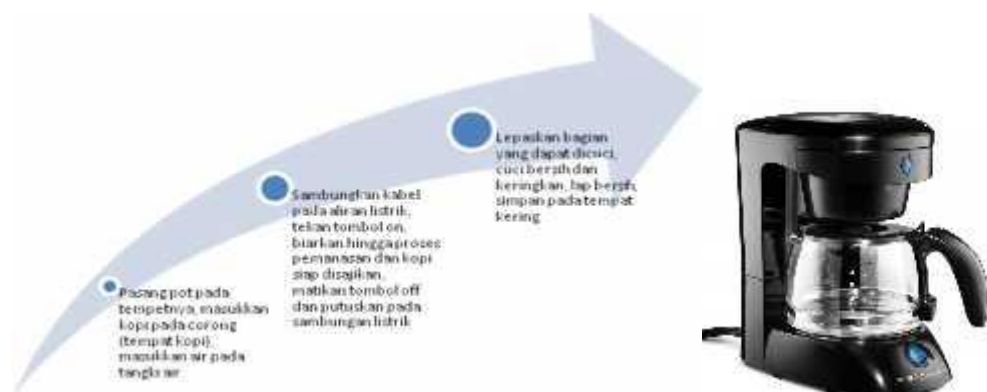 Pasang pot pada
tempetnya, masukkan
kopi pada corong
(tempat kopi),
masukkan air pada
tangki air
Sambungkan kabel
pada aliran listrik,
tekan tombol on,
biarkan hingga proses
pemanasan dan kopi
siap disajikan,
matikan tombol off
dan putuskan pada
sambungan listrik
Lepaskan bagian
yang dapat dicuci,
cuci bersih dan
keringkan, lap bersih,
simpan pada tempat
kering